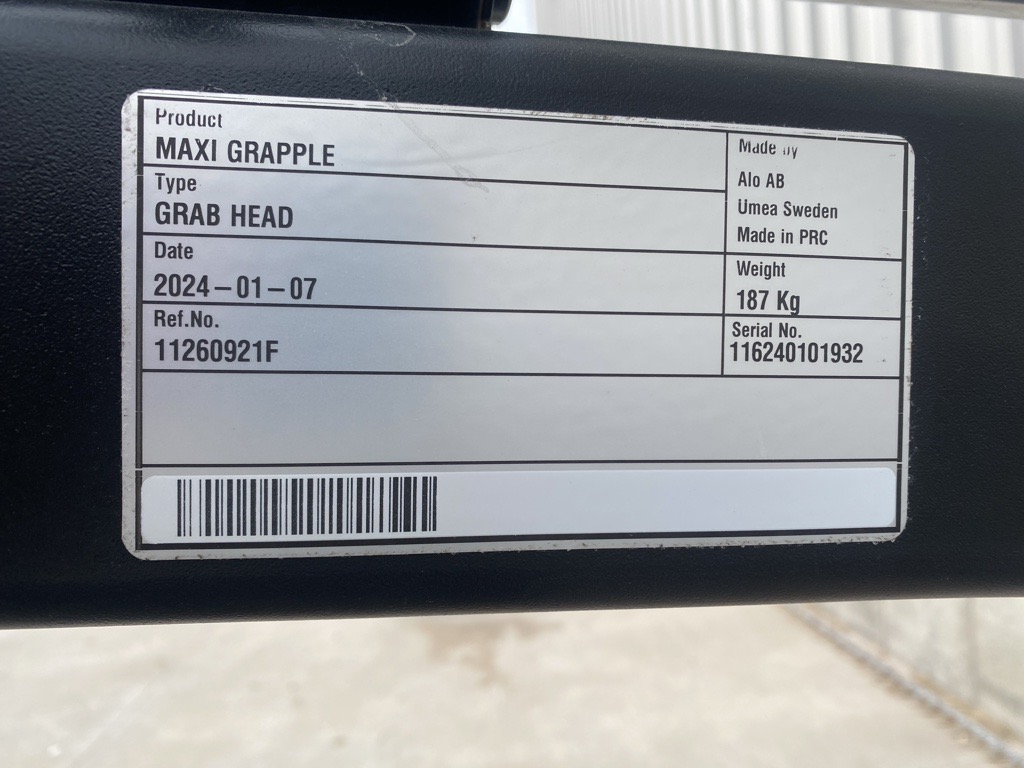 Product
MAXI GRAPPLE
Type
GRAB HEAD
Date
2024-01-07
Ref.No.
11260921F
Made by
Alo AB
Umea Sweden
Made in PRC
Weight
187 Kg
Serial No.
116240101932